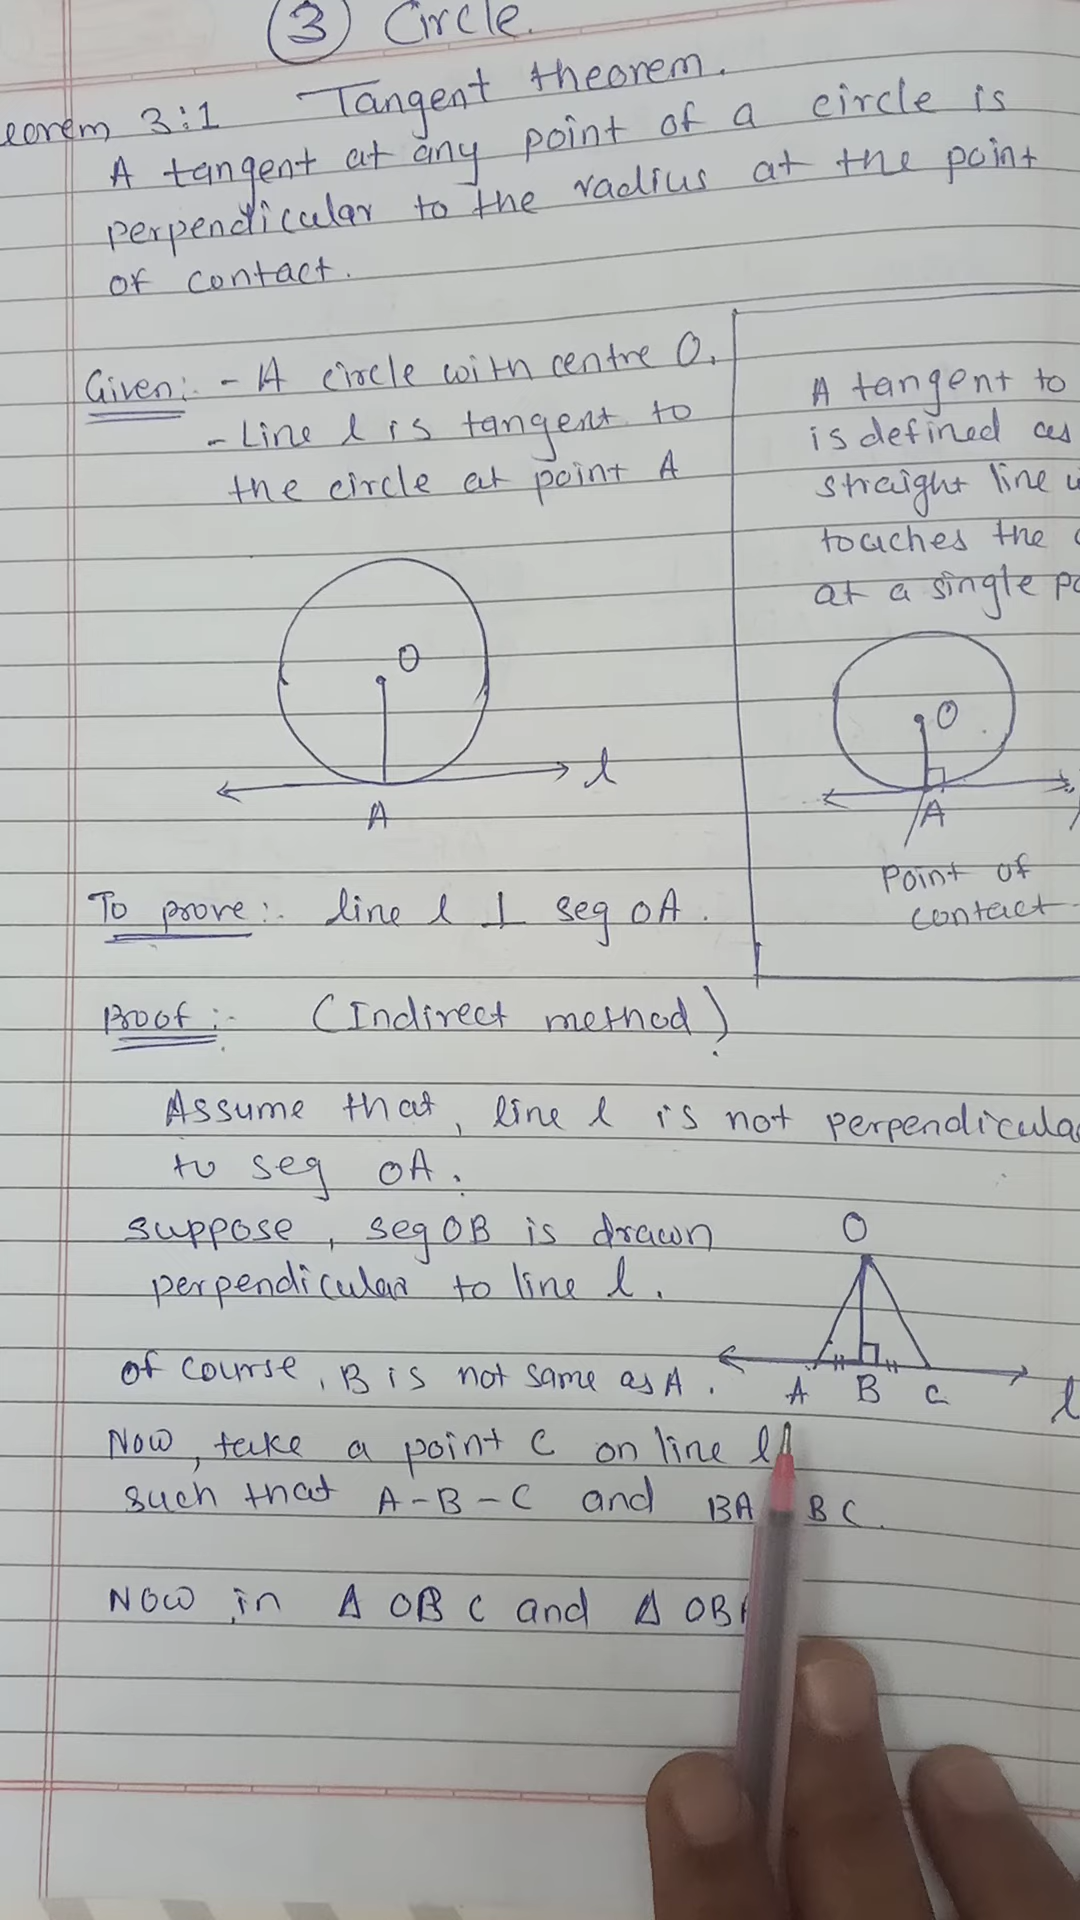 ③ Circle.
3:1 Tangent theorem.
A tangent at any point of a circle is
perpendicular to the radius at the point
of contact.
Given:- - A circle with centre O.
- Line l is tangent to
the circle at point A
A tangent to
is defined as
straight line
touches the
at a single
O
l
A
O
A
Point of
contact
To prove:- line l ⊥ seg OA.
Proof:- (Indirect method)
Assume that, line l is not
to seg OA.
suppose, seg OB is drawn
perpendicular to line l.
of course, B is not same as A.
O
A B C l
Now, take a point C on line l
such that A-B-C and BA BC.
Now in Δ OBC and Δ